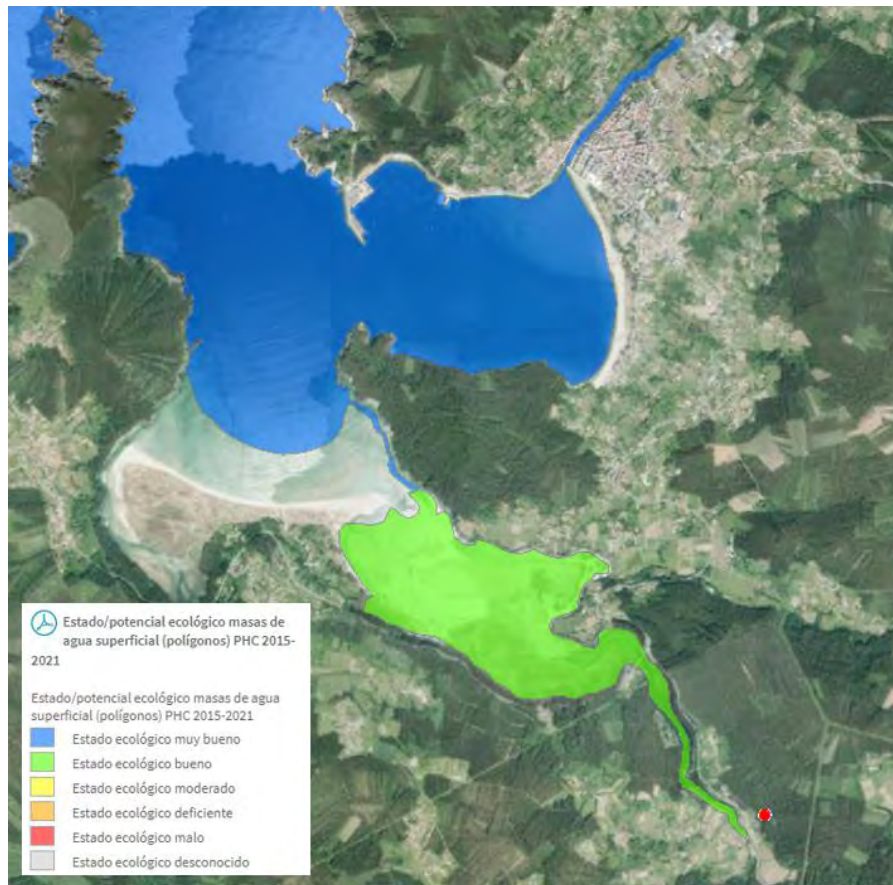 Estado/potencial ecológico masas de
agua superficial (polígonos) PHC 2015-
2021
Estado/potencial ecológico masas de agua
superficial (polígonos) PHC 2015-2021
Estado ecológico muy bueno
Estado ecológico bueno
Estado ecológico moderado
Estado ecológico deficiente
Estado ecológico malo
Estado ecológico desconocido